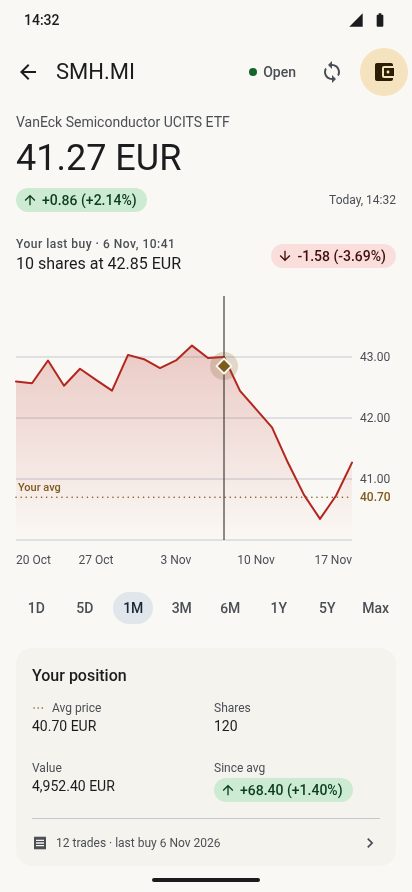 14:32
SMH.MI
Open
VanEck Semiconductor UCITS ETF
41.27 EUR
+0.86 (+2.14%)
Today, 14:32
Your last buy · 6 Nov, 10:41
10 shares at 42.85 EUR
-1.58 (-3.69%)
43.00
42.00
41.00
Your avg
40.70
20 Oct 27 Oct 3 Nov 10 Nov 17 Nov
1D 5D 1M 3M 6M 1Y 5Y Max
Your position
Avg price
40.70 EUR
Shares
120
Value
4,952.40 EUR
Since avg
+68.40 (+1.40%)
12 trades · last buy 6 Nov 2026